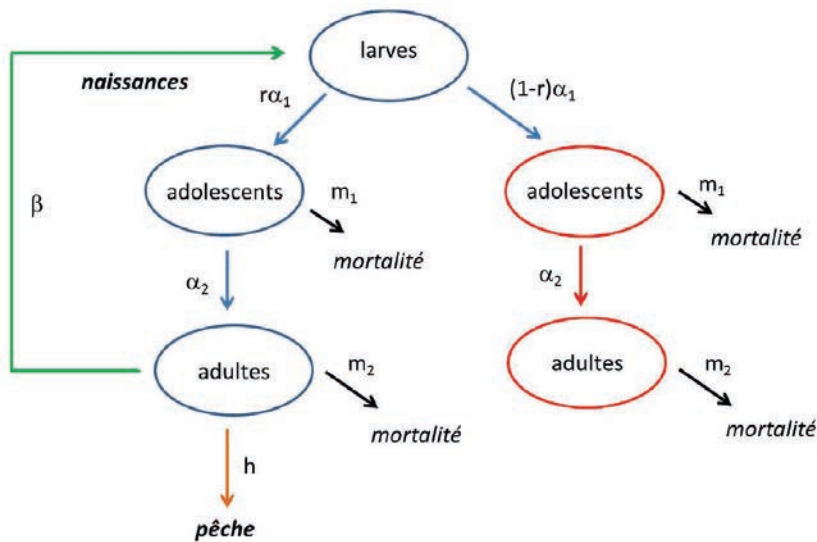 larves
naissances
rα₁
(1-r)α₁
adolescents
m₁
adolescents
m₁
mortalité
mortalité
β
α₂
α₂
adultes
m₂
adultes
m₂
mortalité
mortalité
h
pêche